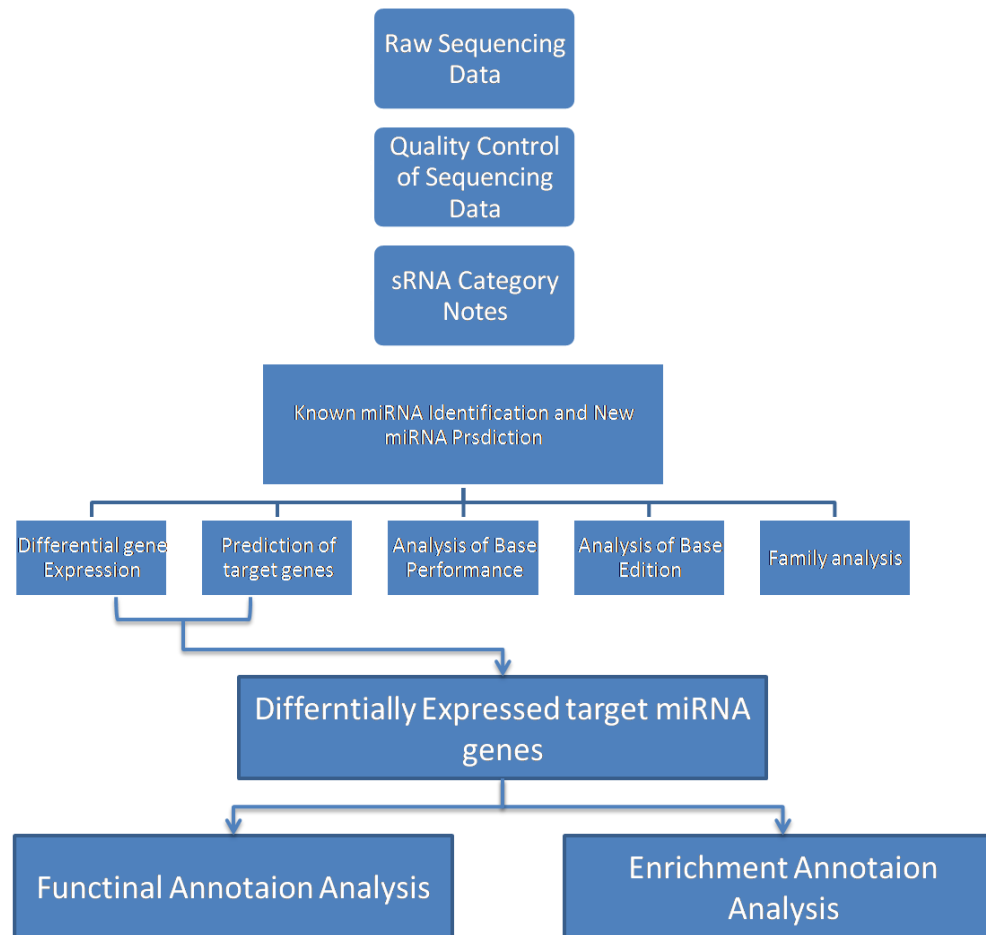 Raw Sequencing
Data
Quality Control
of Sequencing
Data
sRNA Category
Notes
Known miRNA Identification and New
miRNA Prsdiction
Differential gene
Expression
Prediction of
target genes
Analysis of Base
Performance
Analysis of Base
Edition
Family analysis
Differntially Expressed target miRNA
genes
Functinal Annotaion Analysis
Enrichment Annotaion
Analysis